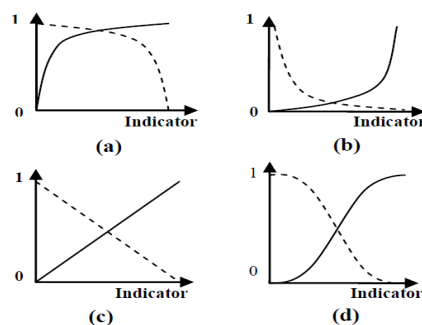 1
0
Indicator
(a)
1
0
Indicator
(b)
1
0
Indicator
(c)
1
0
Indicator
(d)